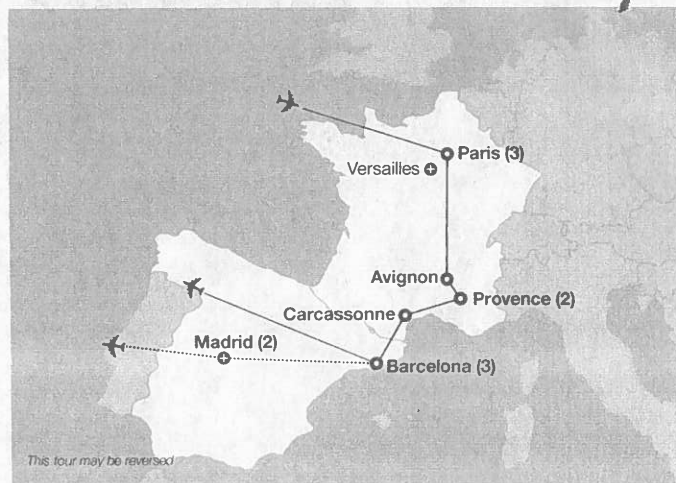 Paris (3)
Versailles
Avignon
Provence (2)
Carcassonne
Madrid (2)
Barcelona (3)
This tour may be reversed